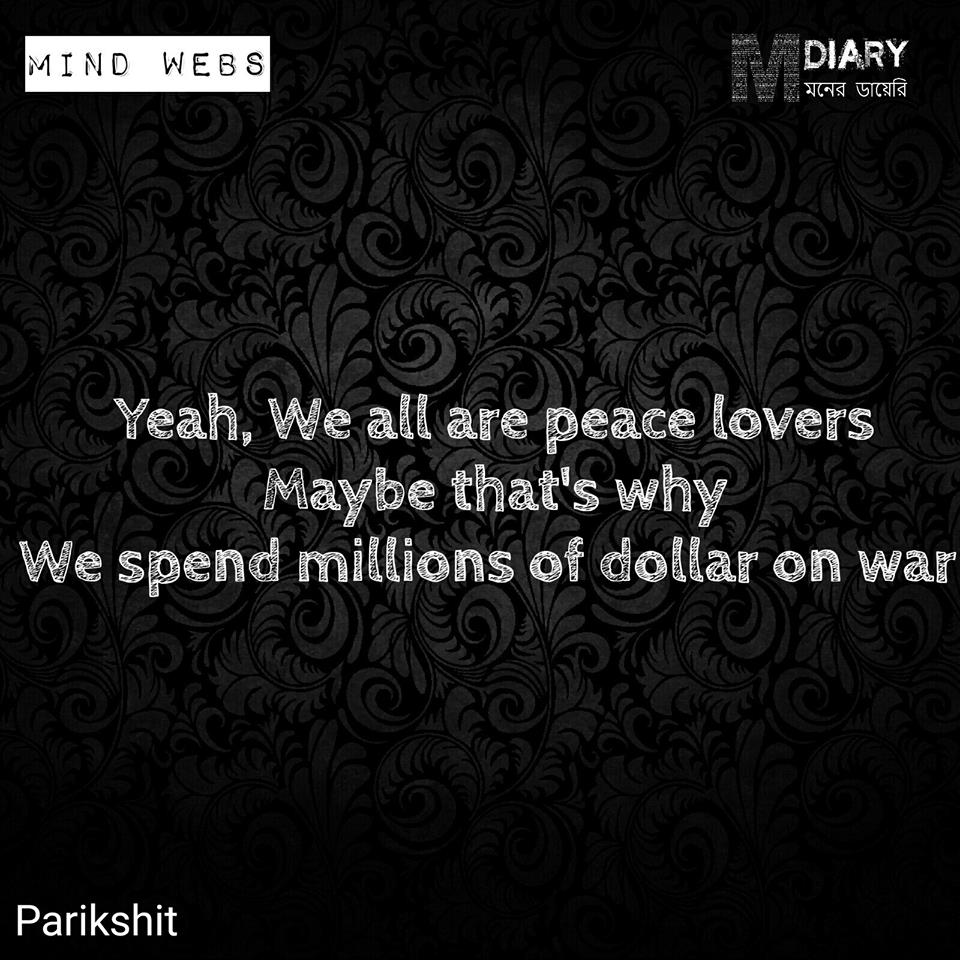 MIND WEBS
M DIARY
মনের ডায়েরি
Yeah, We all are peace lovers
Maybe that's why
We spend millions of dollar on war
Parikshit